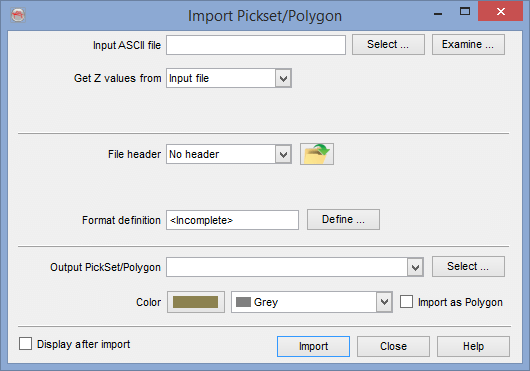 Import Pickset/Polygon
Input ASCII file Select ... Examine ...
Get Z values from Input file
File header No header
Format definition <Incomplete> Define ...
Output PickSet/Polygon Select ...
Color Grey Import as Polygon
Display after import Import Close Help